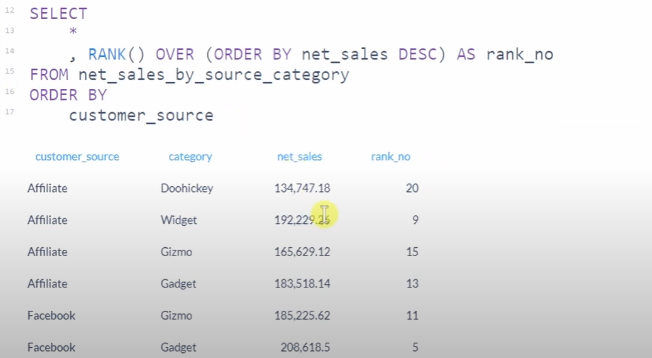 12 SELECT
13 *
14 , RANK() OVER (ORDER BY net_sales DESC) AS rank_no
15 FROM net_sales_by_source_category
16 ORDER BY
17 customer_source
customer_source category net_sales rank_no
Affiliate Doohickey 134,747.18 20
Affiliate Widget 192,229.25 9
Affiliate Gizmo 165,629.12 15
Affiliate Gadget 183,518.14 13
Facebook Gizmo 185,225.62 11
Facebook Gadget 208,618.5 5